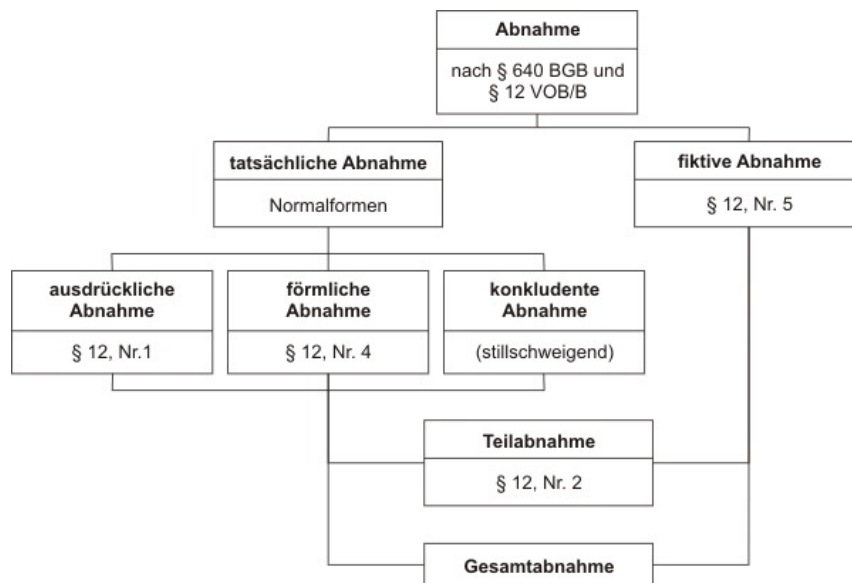 Abnahme
nach § 640 BGB und
§ 12 VOB/B
tatsächliche Abnahme
Normalformen
fiktive Abnahme
§ 12, Nr. 5
ausdrückliche
Abnahme
§ 12, Nr.1
förmliche
Abnahme
§ 12, Nr. 4
konkludente
Abnahme
(stillschweigend)
Teilabnahme
§ 12, Nr. 2
Gesamtabnahme